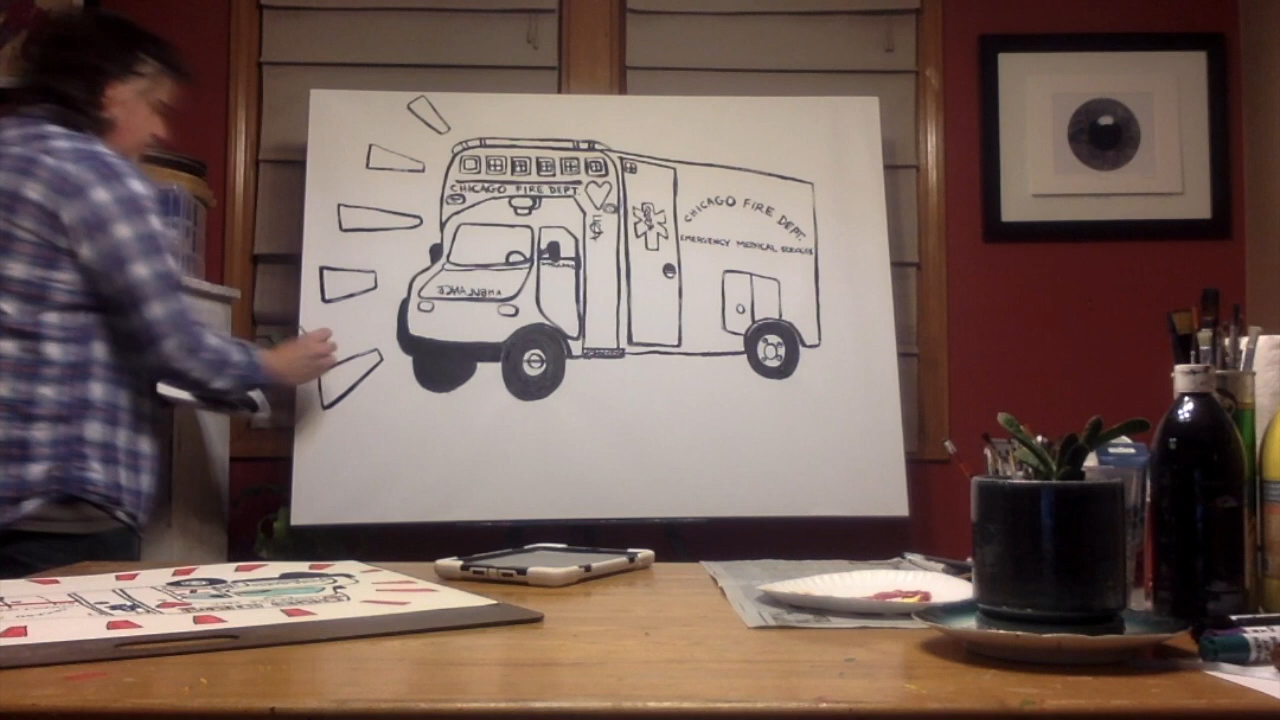 CHICAGO FIRE DEPT.
CHICAGO FIRE DEPT.
EMERGENCY MEDICAL SERVICES
AMBULANCE